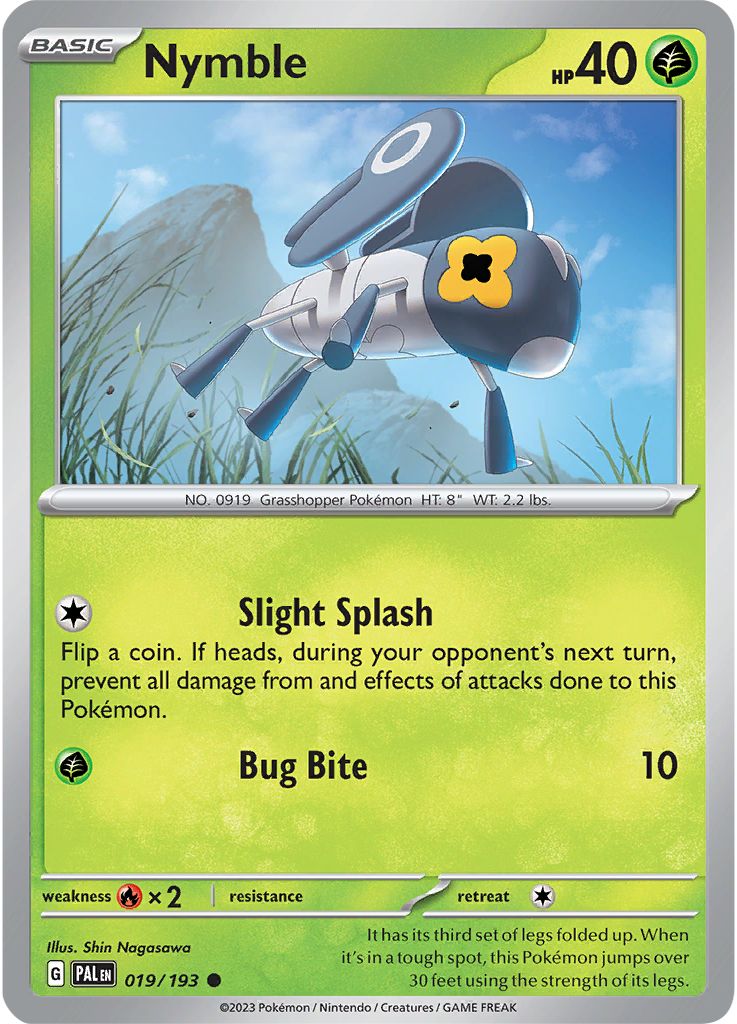 BASIC
Nymble
HP 40
NO. 0919 Grasshopper Pokémon HT: 8" WT: 2.2 lbs.
Slight Splash
Flip a coin. If heads, during your opponent's next turn,
prevent all damage from and effects of attacks done to this
Pokémon.
Bug Bite 10
weakness ×2 resistance retreat
Illus. Shin Nagasawa
G PAL EN 019/193
It has its third set of legs folded up. When
it's in a tough spot, this Pokémon jumps over
30 feet using the strength of its legs.
©2023 Pokémon / Nintendo / Creatures / GAME FREAK